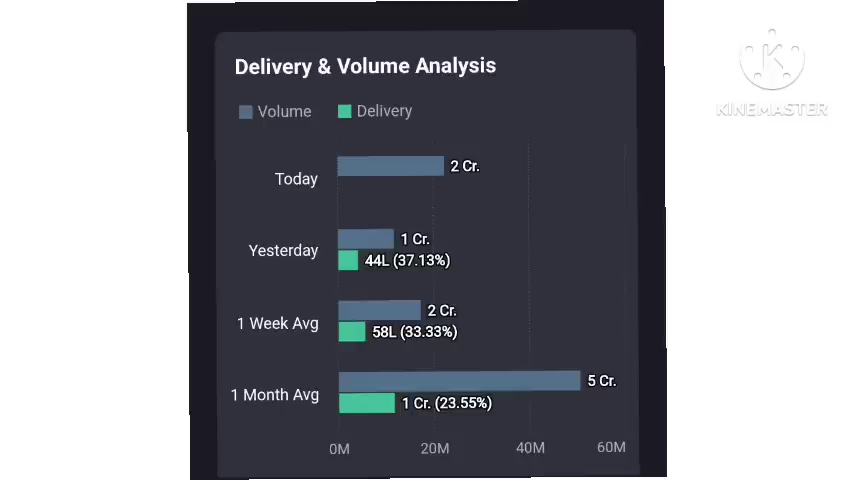 Delivery & Volume Analysis
Volume Delivery
Today 2 Cr.
Yesterday 1 Cr.
44L (37.13%)
1 Week Avg 2 Cr.
58L (33.33%)
1 Month Avg 5 Cr.
1 Cr. (23.55%)
0M 20M 40M 60M
K
KINEMASTER